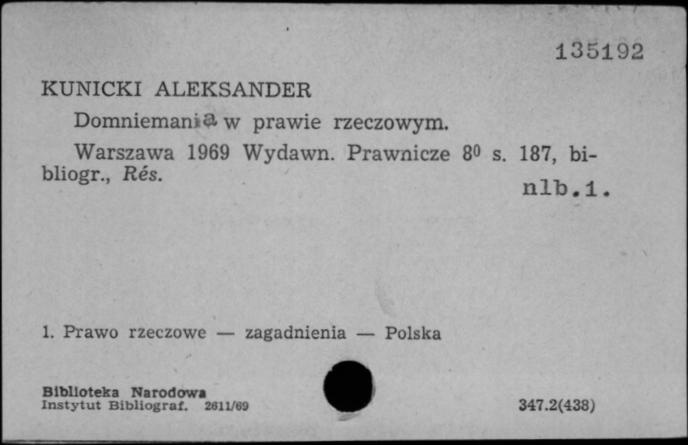 135192
KUNICKI ALEKSANDER
Domniemania w prawie rzeczowym.
Warszawa 1969 Wydawn. Prawnicze 8⁰ s. 187, bi-
bliogr., Rés.
nlb.1.
1. Prawo rzeczowe — zagadnienia — Polska
Biblioteka Narodowa
Instytut Bibliograf. 2611/69
347.2(438)